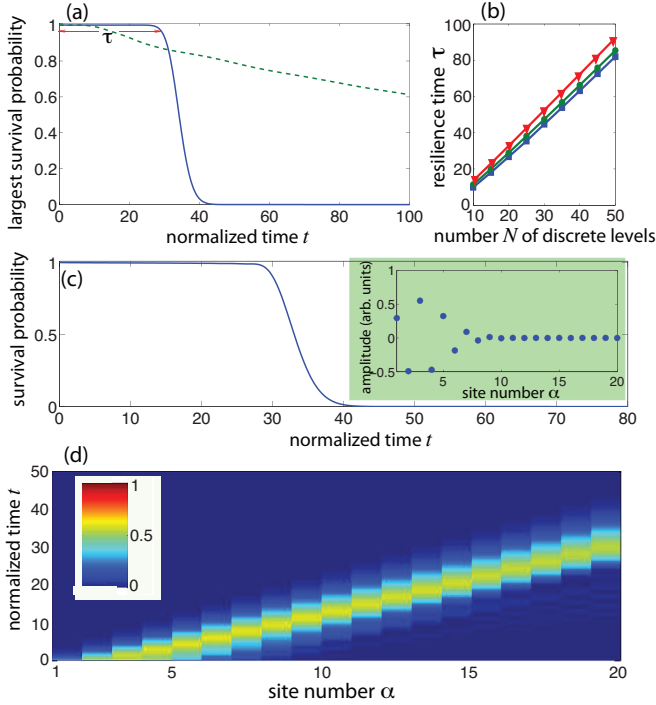 (a)
largest survival probability
1
0.8
0.6
0.4
0.2
0
τ
0 20 40 60 80 100
normalized time t
(b)
resilience time τ
100
80
60
40
20
0
10 20 30 40 50
number N of discrete levels
(c)
survival probability
1
0.5
0
0 10 20 30 40 50 60 70 80
normalized time t
amplitude (arb. units)
1
0.5
0
-0.5
5 10 15 20
site number α
(d)
normalized time t
50
40
30
20
10
0
1
0.5
0
1 5 10 15 20
site number α